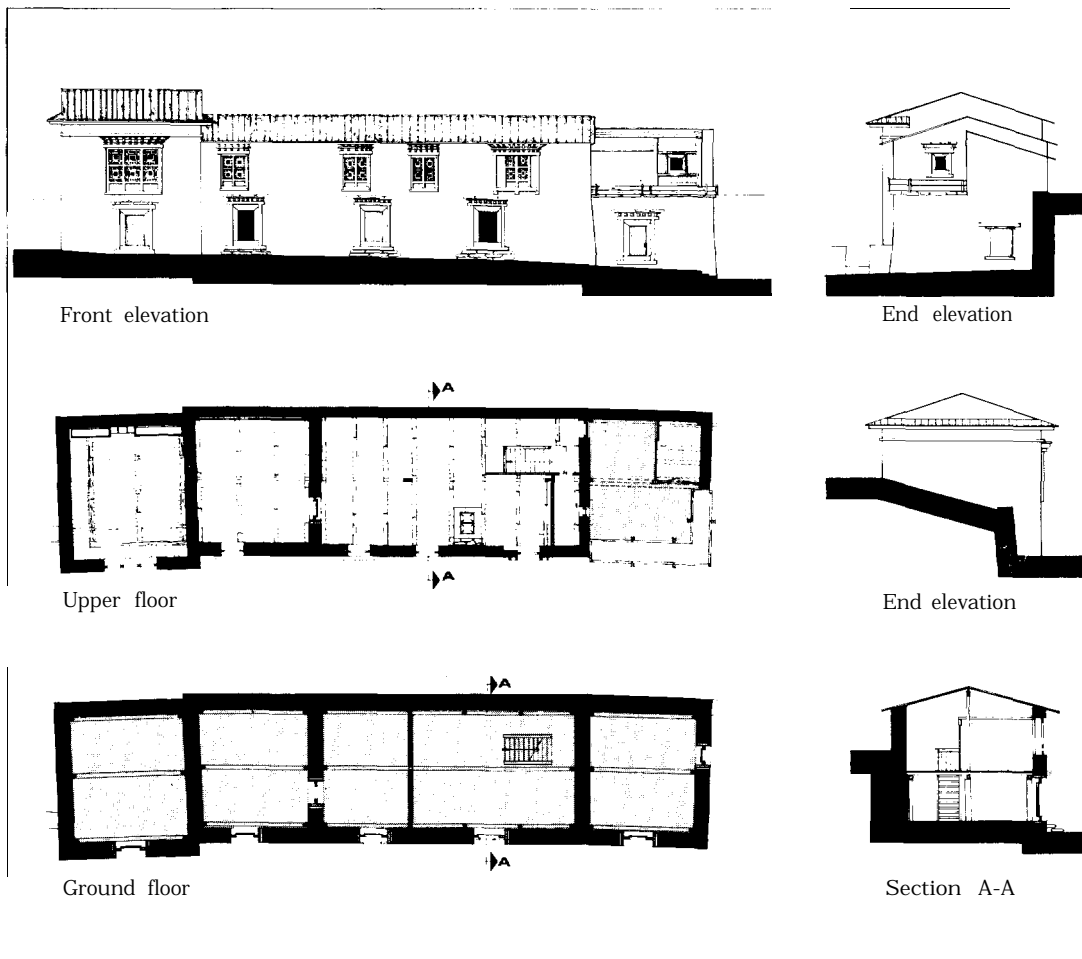 Front elevation
End elevation
A
A
Upper floor
End elevation
A
A
Ground floor
Section A-A